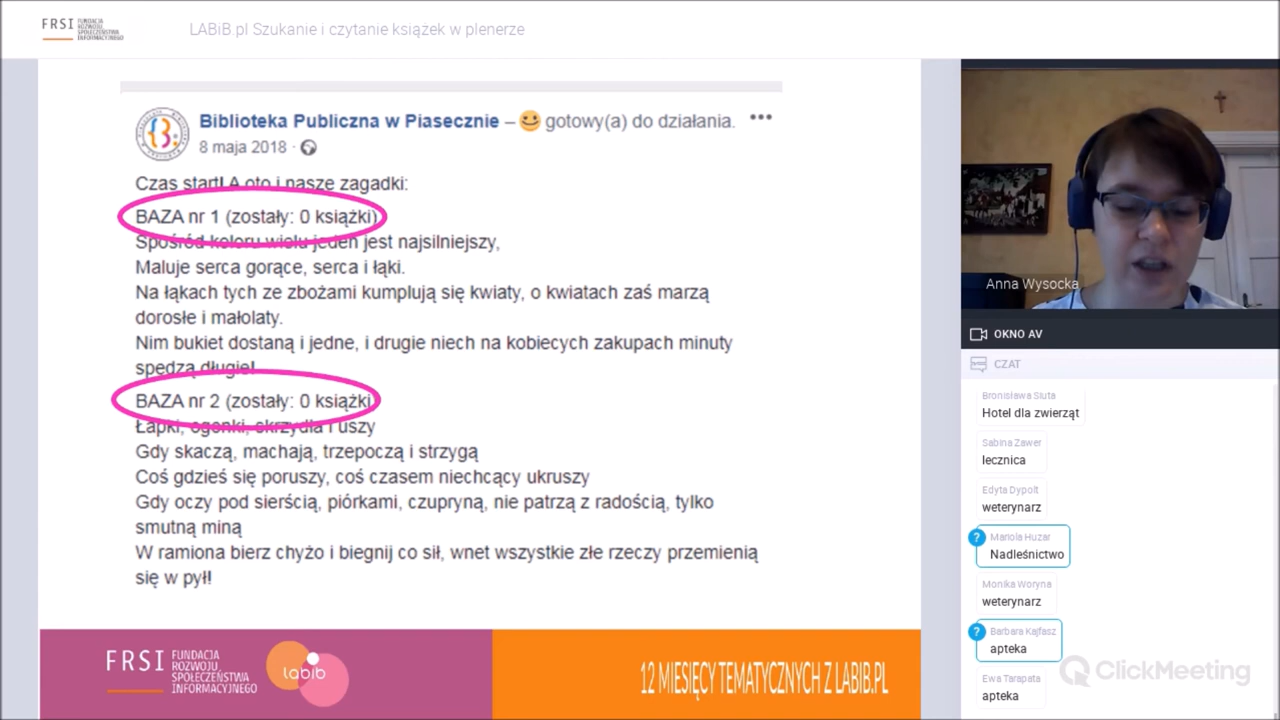 FRSI FUNDACJA ROZWOJU SPOŁECZEŃSTWA INFORMACYJNEGO
LABiB.pl Szukanie i czytanie książek w plenerze
Biblioteka Publiczna w Piasecznie – gotowy(a) do działania.
8 maja 2018 ·
Czas start! A oto i nasze zagadki:
BAZA nr 1 (zostały: 0 książki)
Spośród koloru wielu jeden jest najsilniejszy,
Maluje serca gorące, serca i łąki.
Na łąkach tych ze zbożami kumplują się kwiaty, o kwiatach zaś marzą
dorosłe i małolaty.
Nim bukiet dostaną i jedne, i drugie niech na kobiecych zakupach minuty
spędzą długie!
BAZA nr 2 (zostały: 0 książki)
Łapki, ogonki, skrzydła i uszy
Gdy skaczą, machają, trzepoczą i strzygą
Coś gdzieś się poruszy, coś czasem niechcący ukruszy
Gdy oczy pod sierścią, piórkami, czupryną, nie patrzą z radością, tylko
smutną miną
W ramiona bierz chyżo i biegnij co sił, wnet wszystkie złe rzeczy przemienią
się w pył!
FRSI
FUNDACJA
ROZWOJU
SPOŁECZEŃSTWA
INFORMACYJNEGO
labib
12 MIESIĘCY TEMATYCZNYCH Z LABIB.PL
Anna Wysocka
OKNO AV
CZAT
Bronisława Sluta
Hotel dla zwierząt
Sabina Zawer
lecznica
Edyta Dypolt
weterynarz
? Mariola Huzar
Nadleśnictwo
Monika Woryna
weterynarz
? Barbara Kajfasz
apteka
Ewa Tarapata
apteka
ClickMeeting